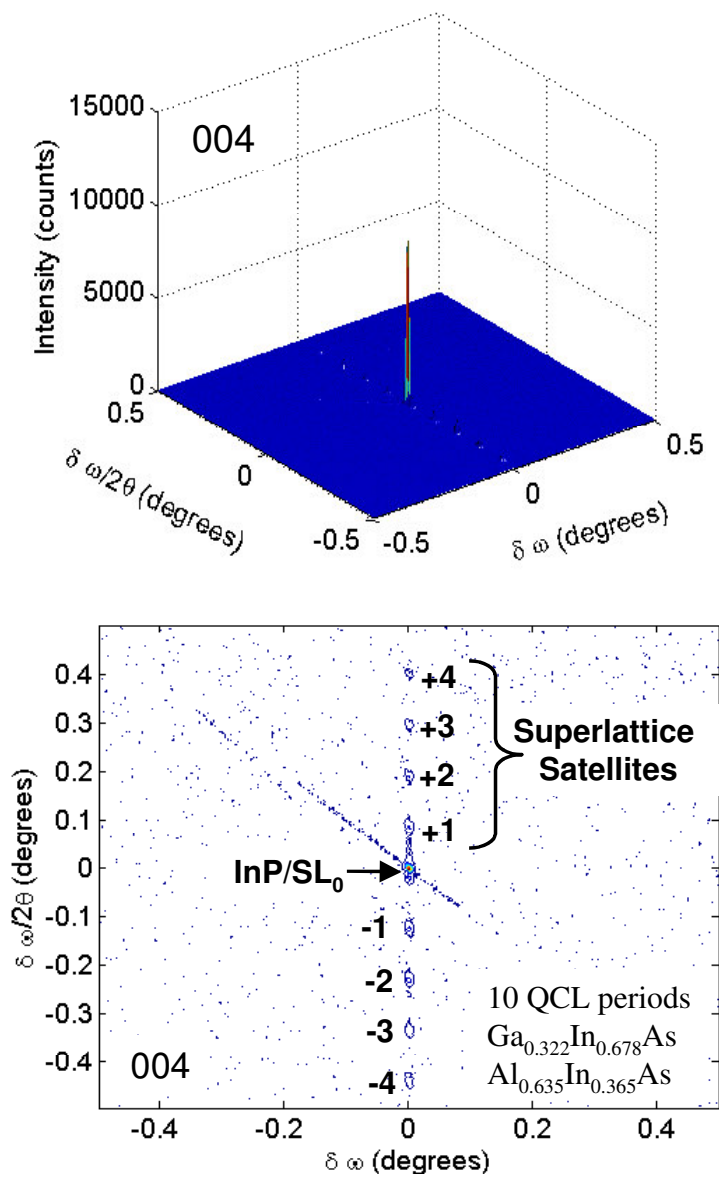 15000
004
10000
Intensity (counts)
5000
0
0.5
0
-0.5
δ ω/2θ (degrees)
-0.5
0
0.5
δ ω (degrees)
0.4
0.3
0.2
0.1
0
-0.1
-0.2
-0.3
-0.4
δ ω/2θ (degrees)
+4
+3
+2
+1
Superlattice
Satellites
InP/SL₀
-1
-2
-3
-4
10 QCL periods
Ga₀.₃₂₂In₀.₆₇₈As
Al₀.₆₃₅In₀.₃₆₅As
004
-0.4 -0.2 0 0.2 0.4
δ ω (degrees)